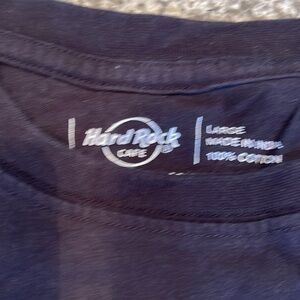 Hard Rock
CAFE
LARGE
MADE IN INDIA
100% COTTON